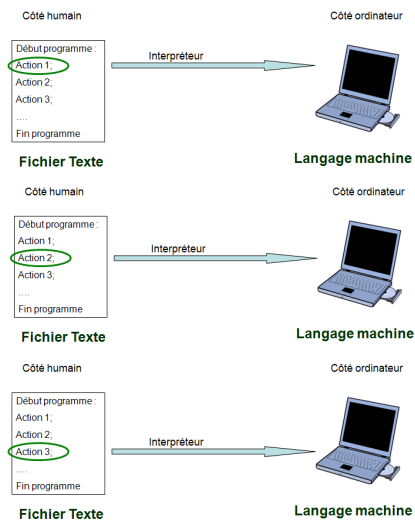 Côté humain
Côté ordinateur
Début programme :
Action 1;
Action 2;
Action 3;
....
Fin programme
Interpréteur
Fichier Texte
Langage machine
Côté humain
Côté ordinateur
Début programme :
Action 1;
Action 2;
Action 3;
....
Fin programme
Interpréteur
Fichier Texte
Langage machine
Côté humain
Côté ordinateur
Début programme :
Action 1;
Action 2;
Action 3;
....
Fin programme
Interpréteur
Fichier Texte
Langage machine